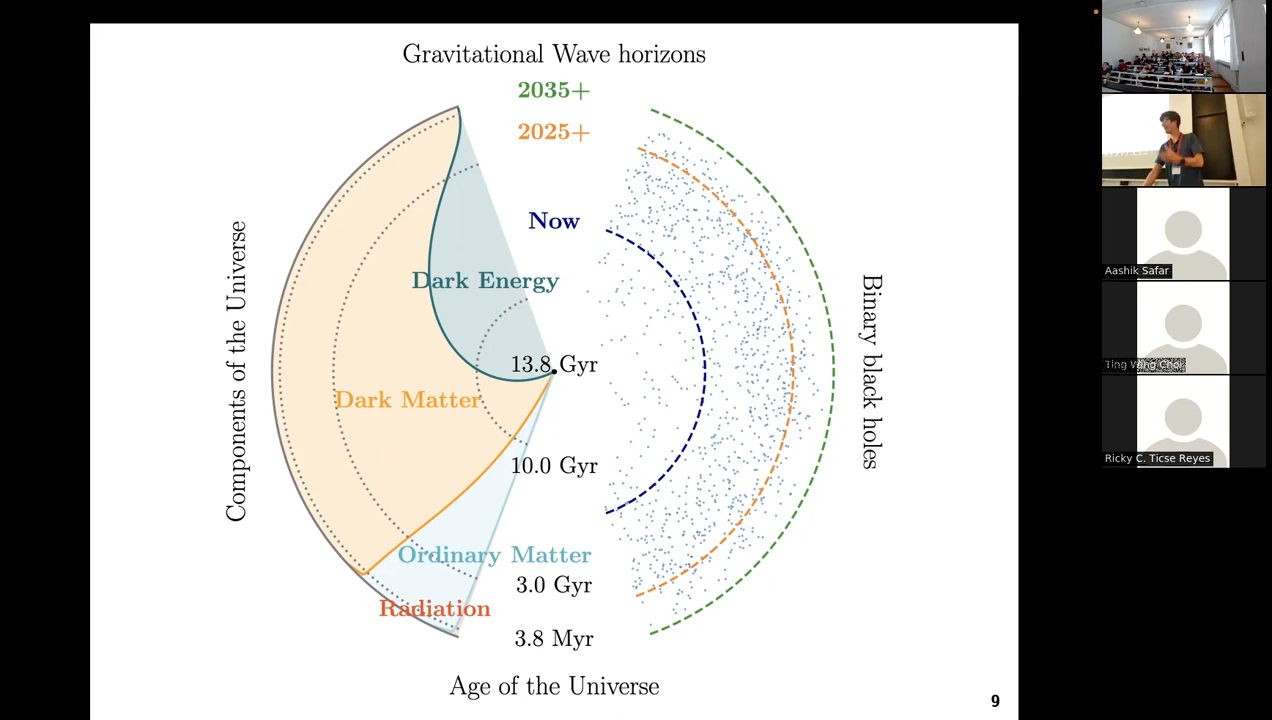 Gravitational Wave horizons
2035+
2025+
Now
Dark Energy
13.8 Gyr
Dark Matter
10.0 Gyr
Ordinary Matter
3.0 Gyr
Radiation
3.8 Myr
Age of the Universe
Components of the Universe
Binary black holes
9
Aashik Safar
Ting Wang Choi
Ricky C. Ticse Reyes